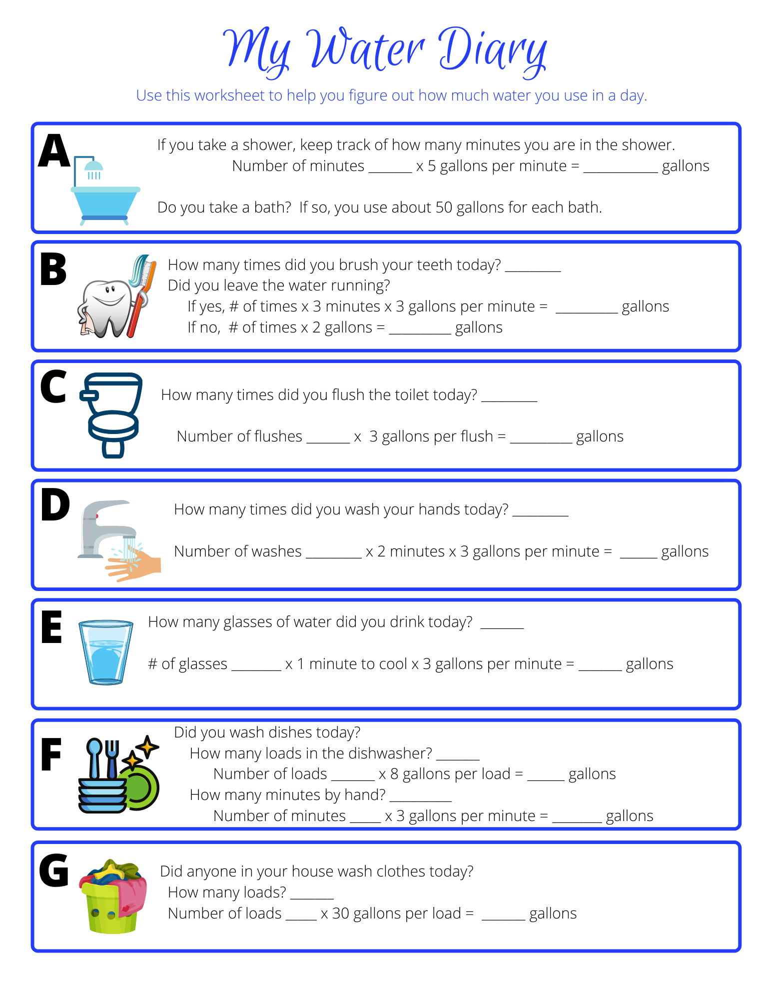 My Water Diary
Use this worksheet to help you figure out how much water you use in a day.
A
If you take a shower, keep track of how many minutes you are in the shower.
Number of minutes _______ x 5 gallons per minute = ____________ gallons
Do you take a bath?  If so, you use about 50 gallons for each bath.
B
How many times did you brush your teeth today? _________
Did you leave the water running?
If yes, # of times x 3 minutes x 3 gallons per minute =  __________ gallons
If no,  # of times x 2 gallons = __________ gallons
C
How many times did you flush the toilet today? _________
Number of flushes _______ x  3 gallons per flush = __________ gallons
D
How many times did you wash your hands today? _________
Number of washes _________ x 2 minutes x 3 gallons per minute =  ______ gallons
E
How many glasses of water did you drink today?  _______
# of glasses ________ x 1 minute to cool x 3 gallons per minute = _______ gallons
F
Did you wash dishes today?
How many loads in the dishwasher? _______
Number of loads _______ x 8 gallons per load = ______ gallons
How many minutes by hand? __________
Number of minutes _____ x 3 gallons per minute = ________ gallons
G
Did anyone in your house wash clothes today?
How many loads? _______
Number of loads _____ x 30 gallons per load =  _______ gallons